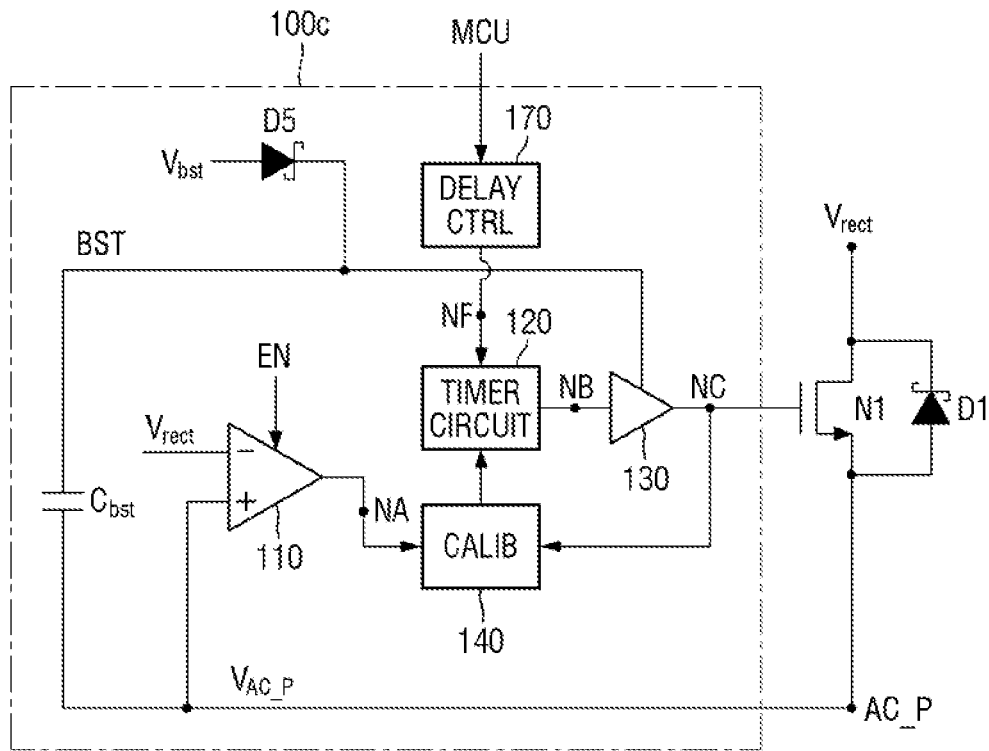 100c
MCU
D5
170
Vbst
DELAY
CTRL
Vrect
BST
NF
120
EN
TIMER
CIRCUIT
NB
NC
N1
D1
Vrect
−
+
130
Cbst
NA
110
CALIB
140
VAC_P
AC_P